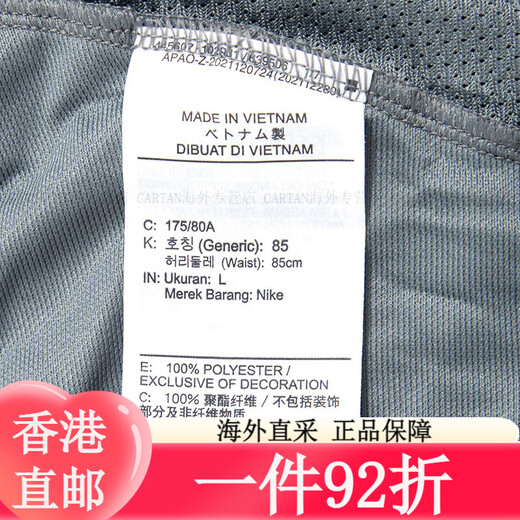 APAO-Z-2021120724(20211228
MADE IN VIETNAM
ベトナム製
DIBUAT DI VIETNAM
CARTAN海外专营店 CARTAN海外专营店
C: 175/80A
K: 호칭 (Generic): 85
허리둘레 (Waist): 85cm
IN: Ukuran: L
Merek Barang: Nike
E: 100% POLYESTER /
EXCLUSIVE OF DECORATION
C: 100% 聚酯纤维 / 不包括装饰
部分及非纤维物质
香港
直邮
海外直采 正品保障
一件92折